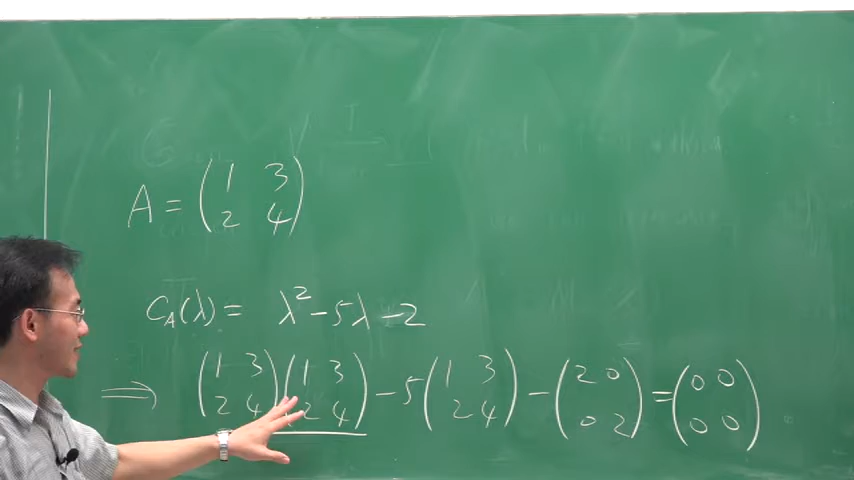 A = ( 1 3 / 2 4 )
C_A(λ) = λ² - 5λ - 2
⟹ ( 1 3 / 2 4 ) ( 1 3 / 2 4 ) - 5 ( 1 3 / 2 4 ) - ( 2 0 / 0 2 ) = ( 0 0 / 0 0 )